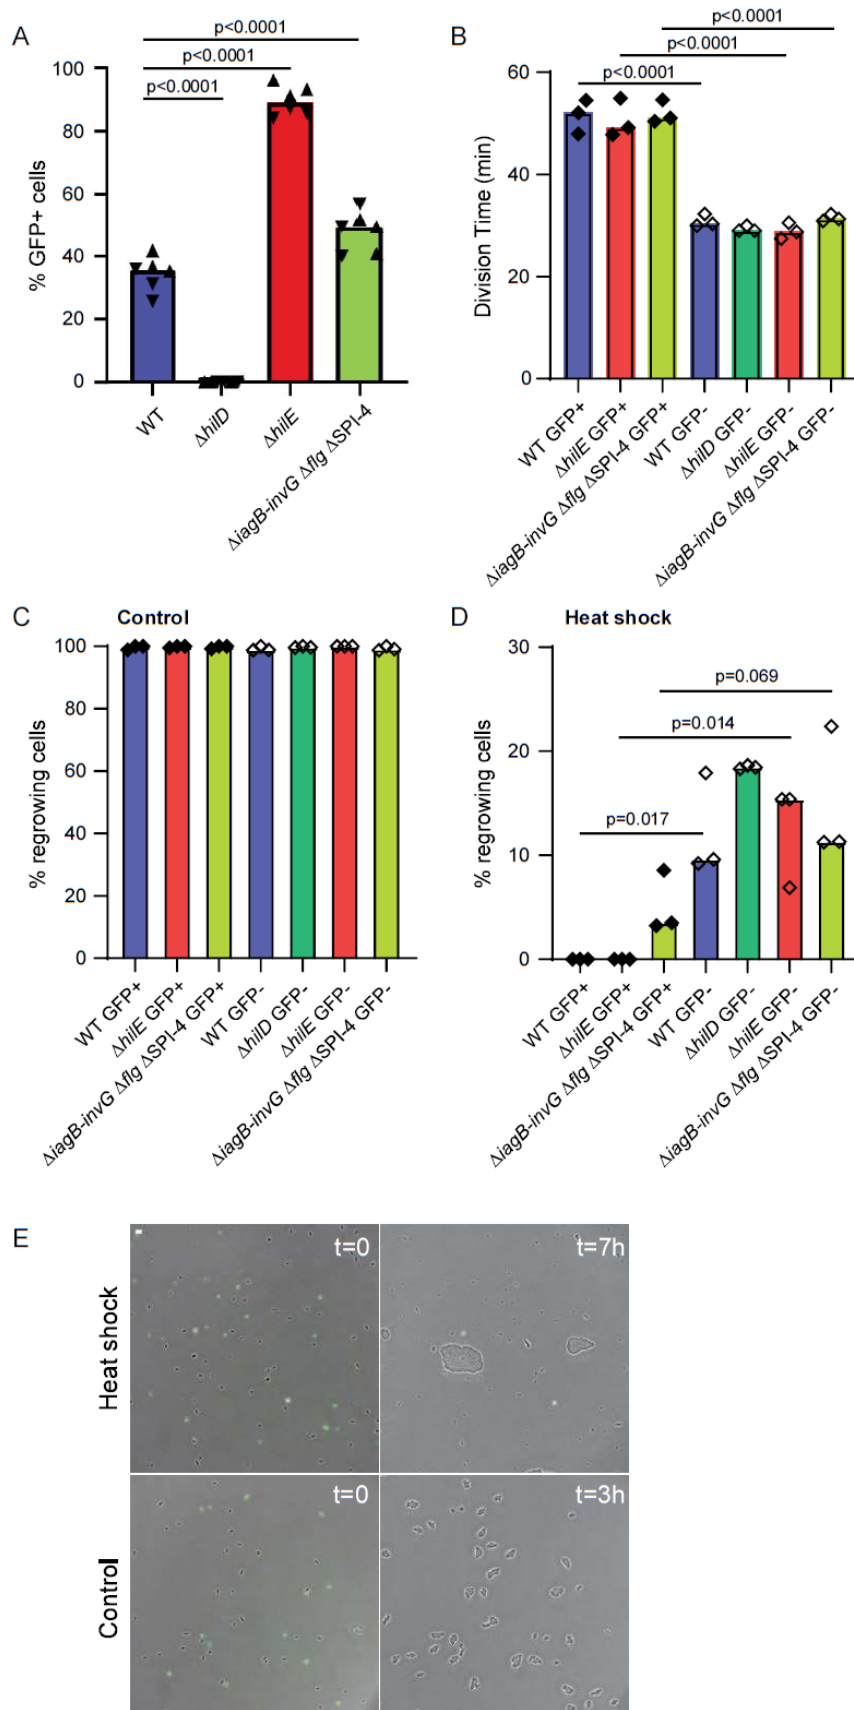 A
p<0.0001
p<0.0001
p<0.0001
% GFP+ cells
100
80
60
40
20
0
WT
ΔhilD
ΔhilE
ΔiagB-invG Δflg ΔSPI-4
B
p<0.0001
p<0.0001
p<0.0001
Division Time (min)
60
40
20
0
WT GFP+
ΔhilE GFP+
ΔiagB-invG Δflg ΔSPI-4 GFP+
WT GFP-
ΔhilD GFP-
ΔhilE GFP-
ΔiagB-invG Δflg ΔSPI-4 GFP-
C
Control
% regrowing cells
100
80
60
40
20
0
WT GFP+
ΔhilE GFP+
ΔiagB-invG Δflg ΔSPI-4 GFP+
WT GFP-
ΔhilD GFP-
ΔhilE GFP-
ΔiagB-invG Δflg ΔSPI-4 GFP-
D
Heat shock
% regrowing cells
30
20
10
0
p=0.069
p=0.014
p=0.017
WT GFP+
ΔhilE GFP+
ΔiagB-invG Δflg ΔSPI-4 GFP+
WT GFP-
ΔhilD GFP-
ΔhilE GFP-
ΔiagB-invG Δflg ΔSPI-4 GFP-
E
Heat shock
t=0
t=7h
Control
t=0
t=3h